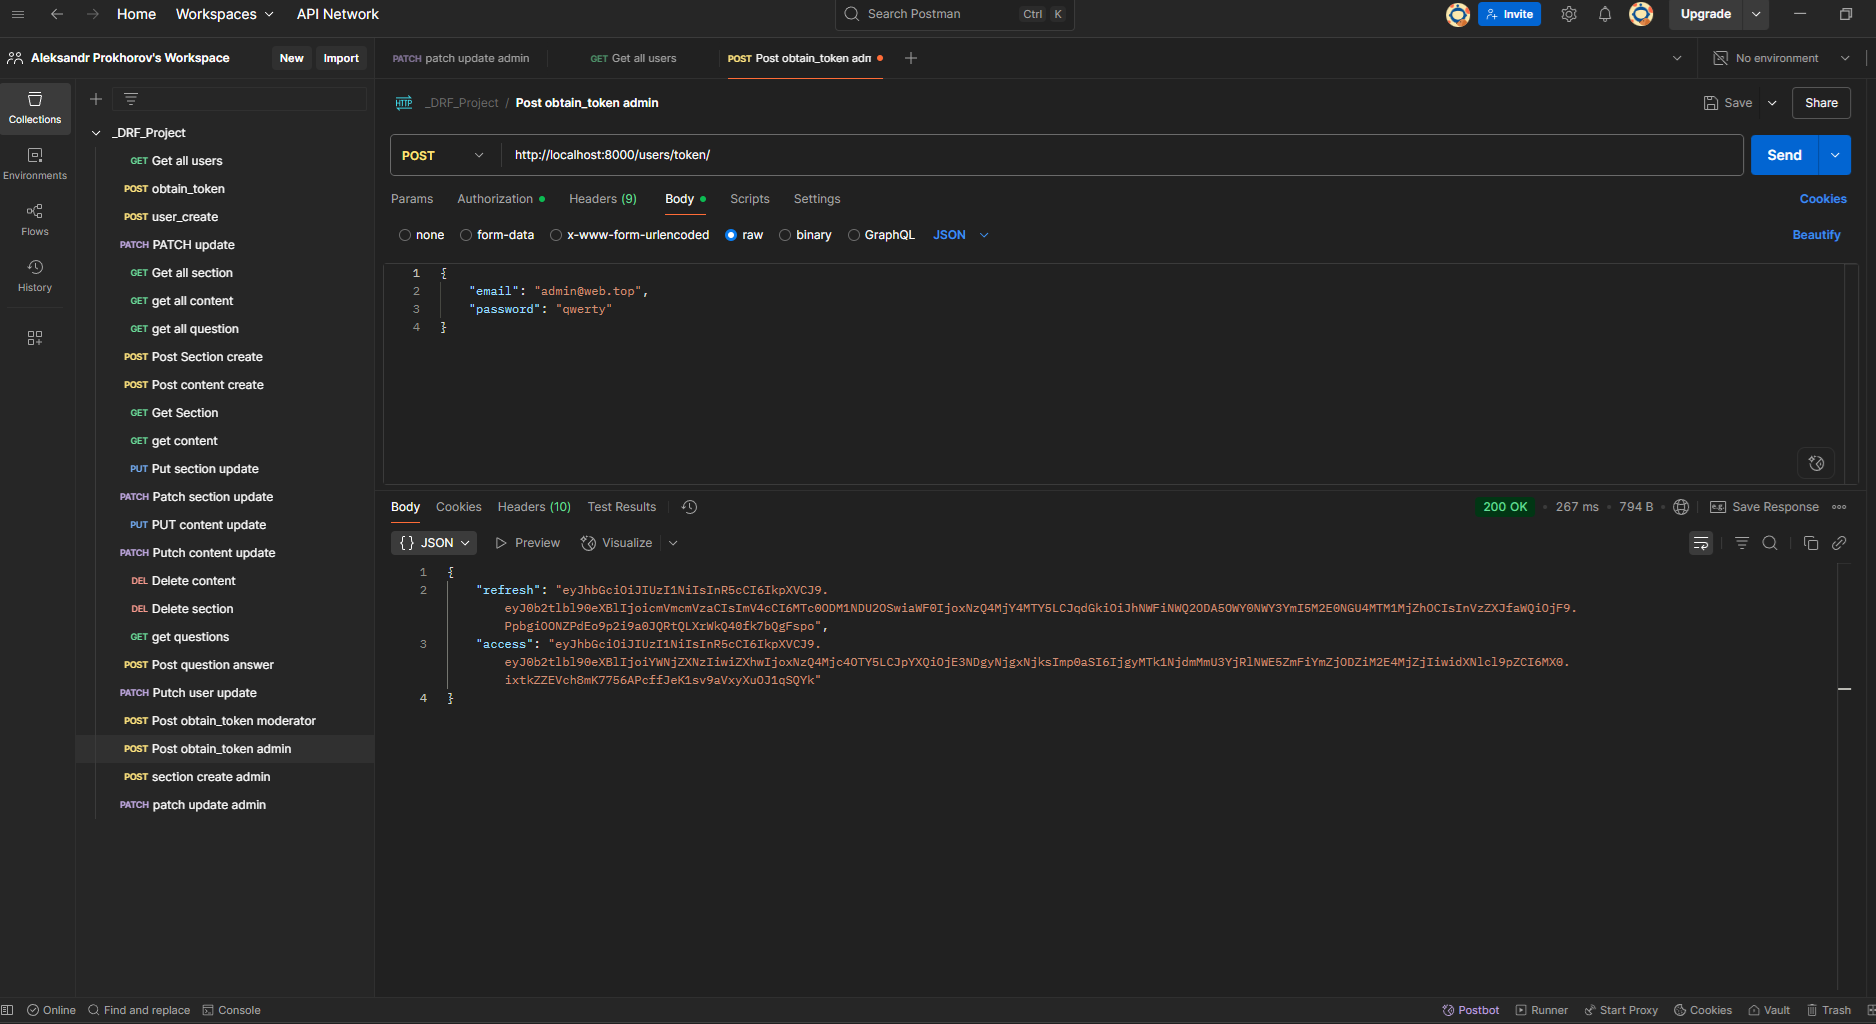 Home Workspaces API Network
Search Postman Ctrl K
Invite Upgrade
Aleksandr Prokhorov's Workspace New Import
PATCH patch update admin
GET Get all users
POST Post obtain_token adn
No environment
Collections
Environments
Flows
History
_DRF_Project
GET Get all users
POST obtain_token
POST user_create
PATCH PATCH update
GET Get all section
GET get all content
GET get all question
POST Post Section create
POST Post content create
GET Get Section
GET get content
PUT Put section update
PATCH Patch section update
PUT PUT content update
PATCH Putch content update
DEL Delete content
DEL Delete section
GET get questions
POST Post question answer
PATCH Putch user update
POST Post obtain_token moderator
POST Post obtain_token admin
POST section create admin
PATCH patch update admin
HTTP _DRF_Project / Post obtain_token admin
Save Share
POST http://localhost:8000/users/token/
Send
Params Authorization Headers (9) Body Scripts Settings
Cookies
none form-data x-www-form-urlencoded raw binary GraphQL JSON
Beautify
1 {
2 "email": "admin@web.top",
3 "password": "qwerty"
4 }
Body Cookies Headers (10) Test Results
200 OK 267 ms 794 B Save Response
{} JSON Preview Visualize
1 {
2 "refresh": "eyJhbGciOiJIUzI1NiIsInR5cCI6IkpXVCJ9.
3 "access": "eyJhbGciOiJIUzI1NiIsInR5cCI6IkpXVCJ9.
4 }
Online Find and replace Console
Postbot Runner Start Proxy Cookies Vault Trash